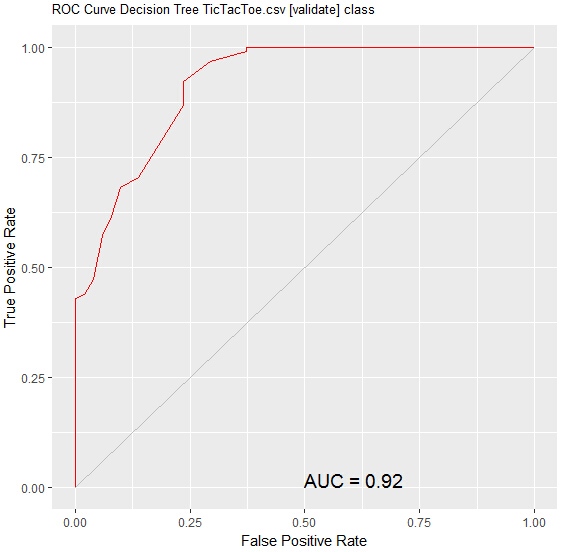 ROC Curve Decision Tree TicTacToe.csv [validate] class
1.00
0.75
0.50
0.25
0.00
True Positive Rate
AUC = 0.92
0.00 0.25 0.50 0.75 1.00
False Positive Rate